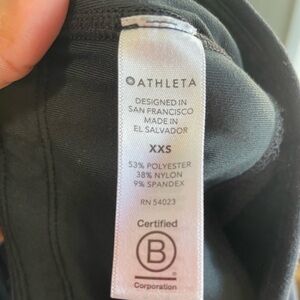 ATHLETA
DESIGNED IN
SAN FRANCISCO
MADE IN
EL SALVADOR
XXS
53% POLYESTER
38% NYLON
9% SPANDEX
RN 54023
Certified
B
Corporation